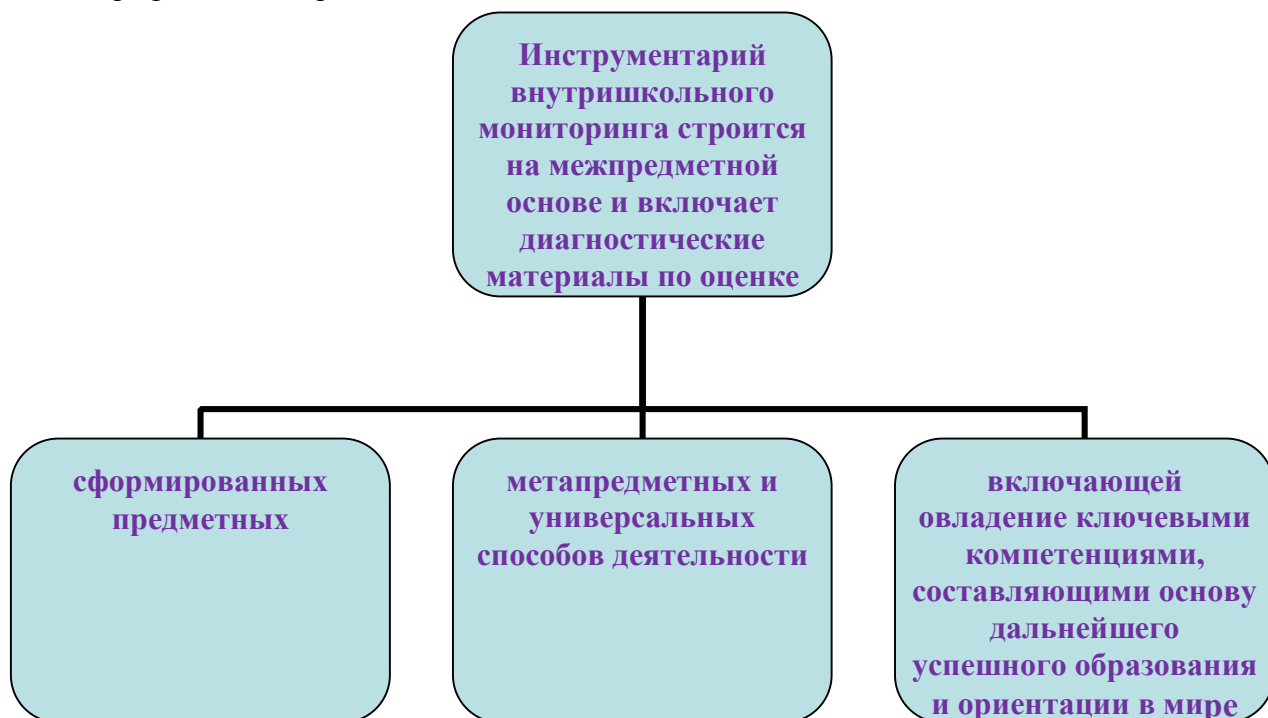 Инструментарий
внутришкольного
мониторинга строится
на межпредметной
основе и включает
диагностические
материалы по оценке
сформированных
предметных
метапредметных и
универсальных
способов деятельности
включающей
овладение ключевыми
компетенциями,
составляющими основу
дальнейшего
успешного образования
и ориентации в мире